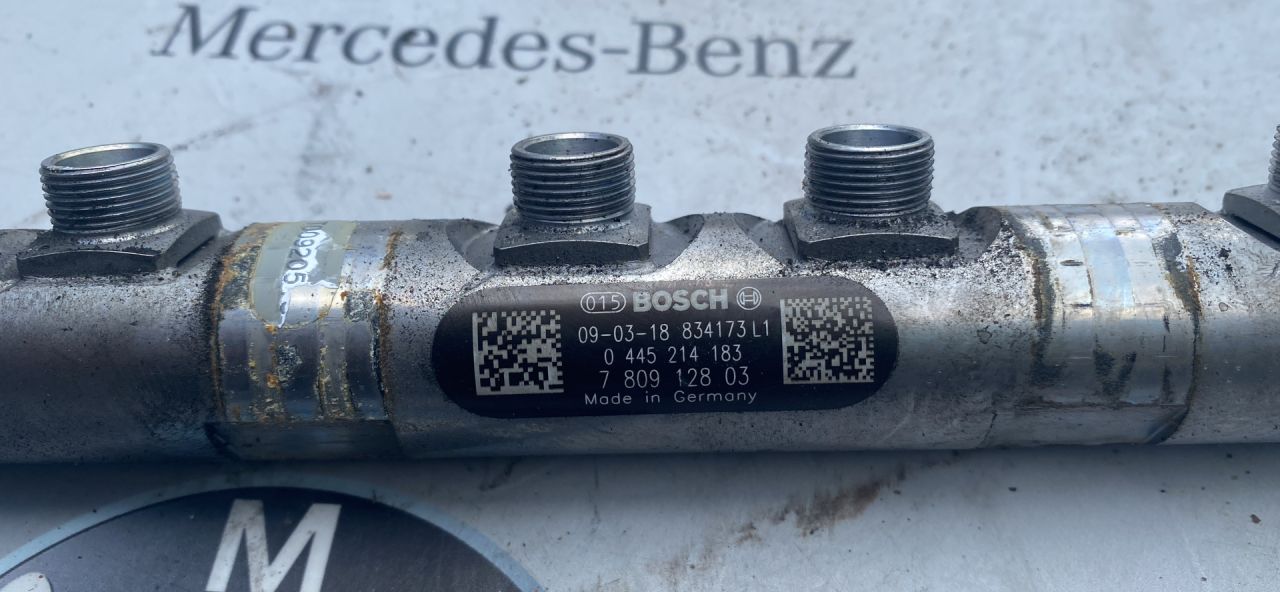 Mercedes-Benz
09205
015 BOSCH
09-03-18 834173 L1
0 445 214 183
7 809 128 03
Made in Germany
M